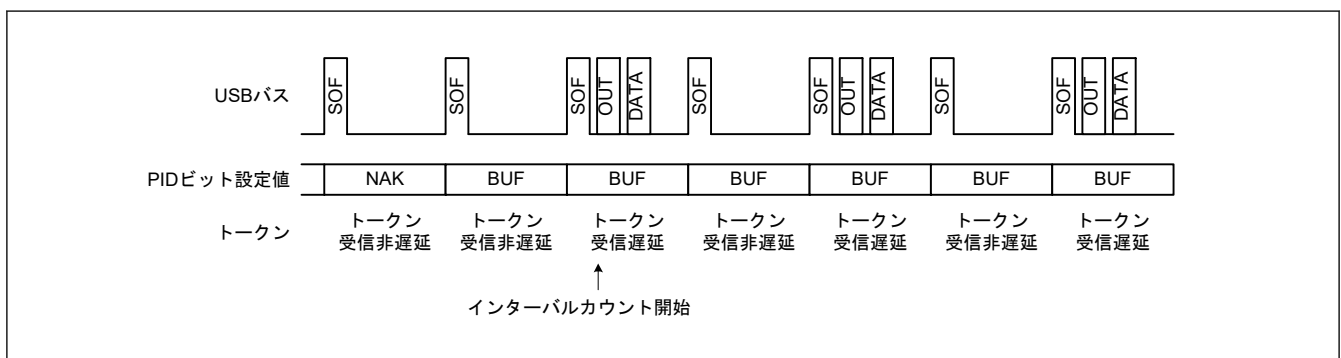 USBバス
SOF SOF SOF OUT DATA SOF SOF OUT DATA SOF SOF OUT DATA
PIDビット設定値 NAK BUF BUF BUF BUF BUF BUF
トークン
トークン トークン トークン トークン トークン トークン トークン
受信非遅延 受信非遅延 受信遅延 受信非遅延 受信遅延 受信非遅延 受信遅延
インターバルカウント開始